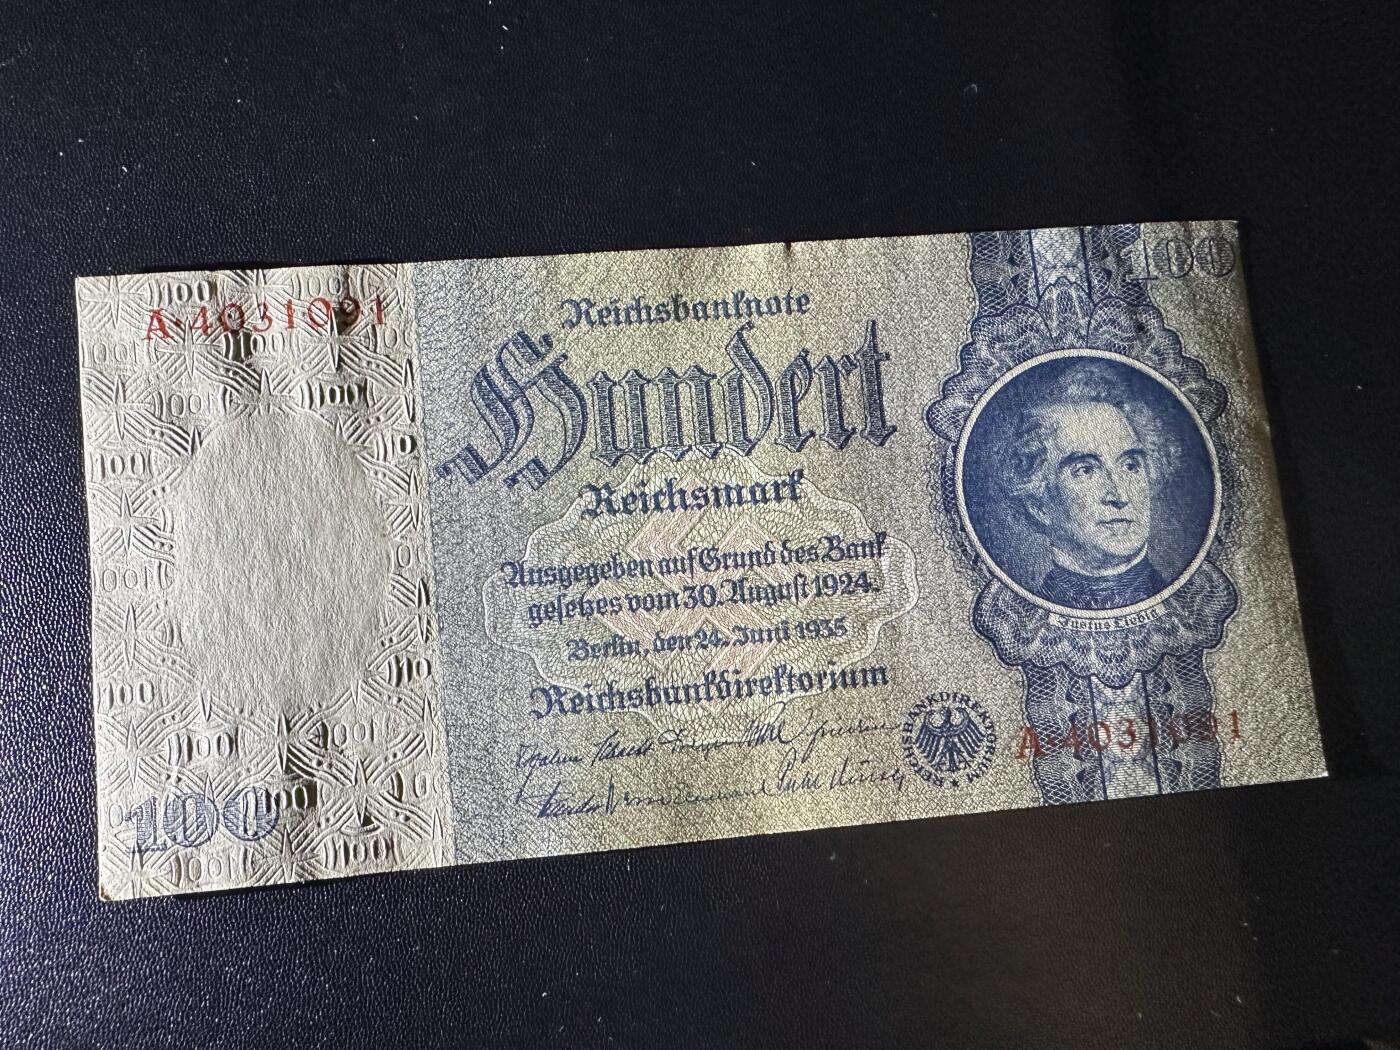 100
A·4031091
Reichsbanknote
Hundert
Reichsmark
Ausgegeben auf Grund des Bank
gesetzes vom 30. August 1924.
Berlin, den 24. Juni 1935
Reichsbankdirektorium
REICHSBANKDIREKTORIUM
Justus Liebig
A·4031091
100